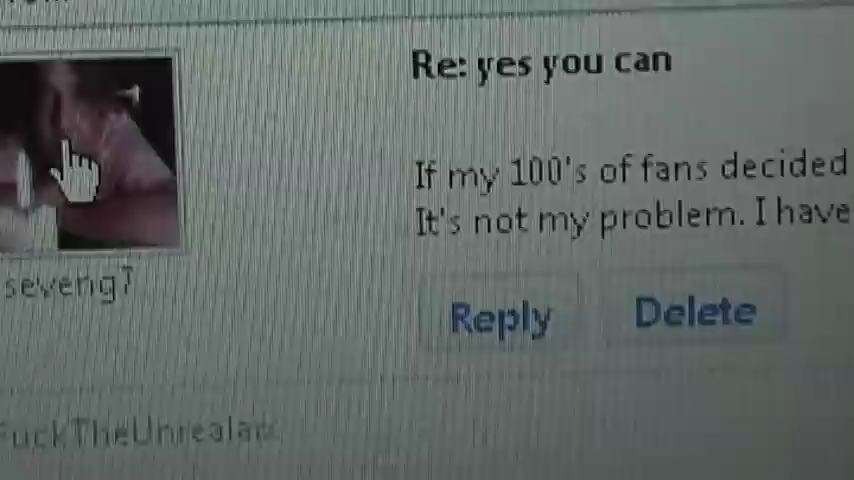 Re: yes you can
If my 100's of fans decided
It's not my problem. I have
seveng7
Reply Delete
FuckTheUnrealaw